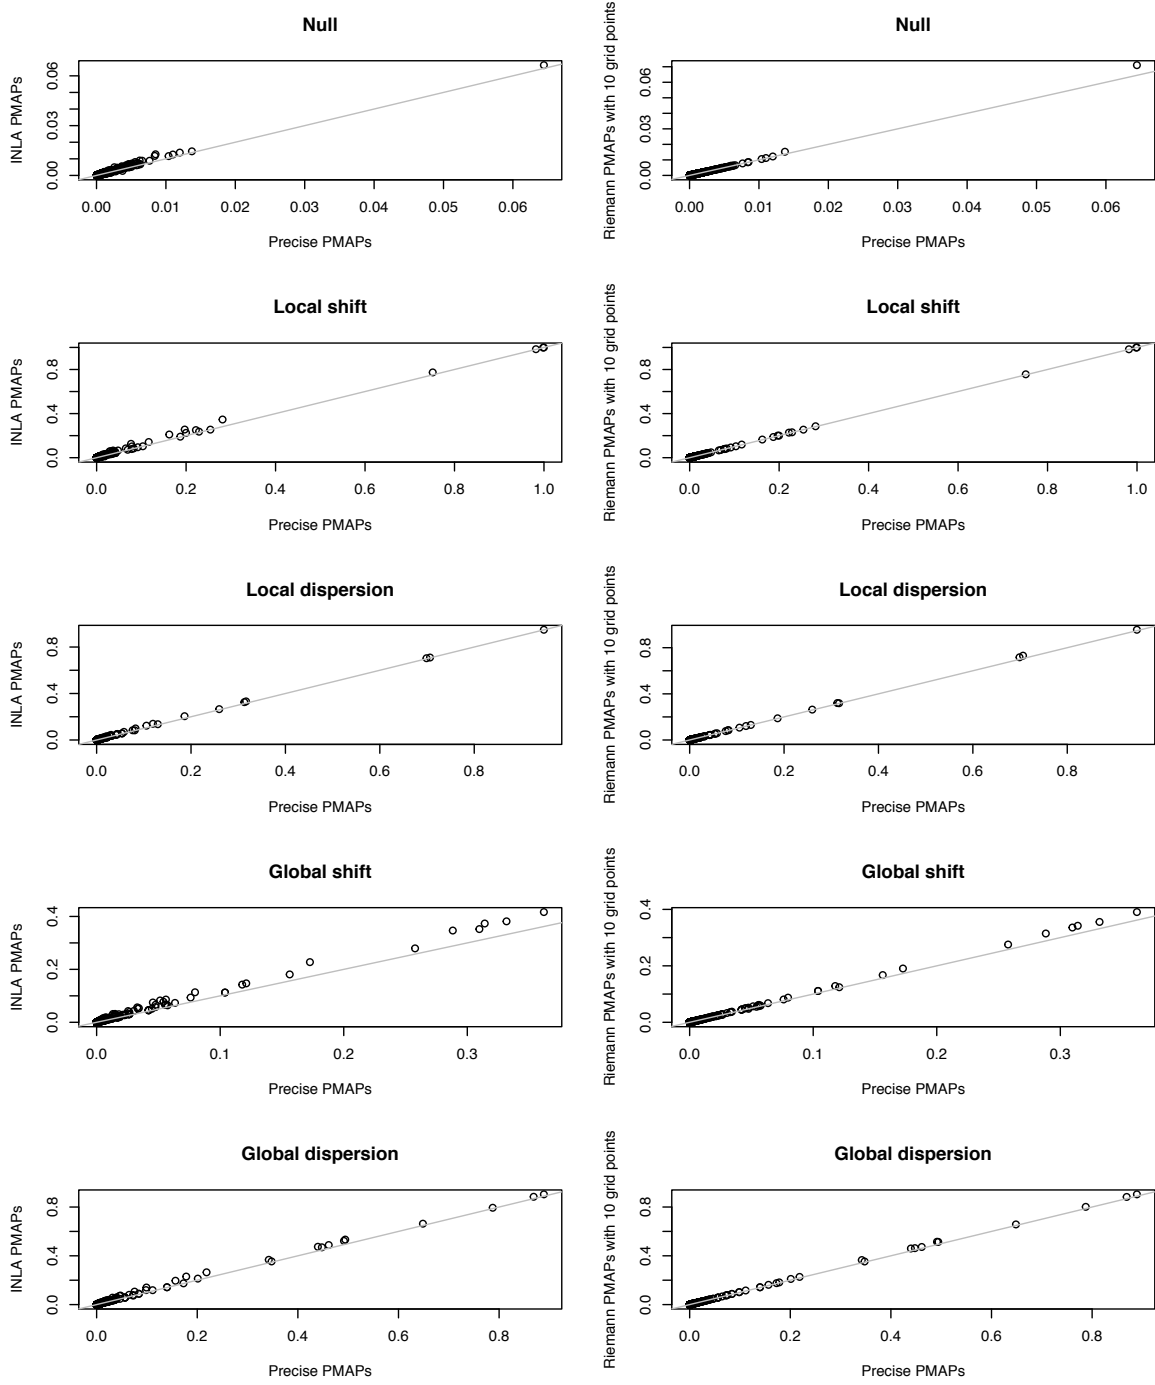 Null
INLA PMAPs
0.00 0.03 0.06
0.00 0.01 0.02 0.03 0.04 0.05 0.06
Precise PMAPs
Null
Riemann PMAPs with 10 grid points
0.00 0.03 0.06
0.00 0.01 0.02 0.03 0.04 0.05 0.06
Precise PMAPs
Local shift
INLA PMAPs
0.0 0.4 0.8
0.0 0.2 0.4 0.6 0.8 1.0
Precise PMAPs
Local shift
Riemann PMAPs with 10 grid points
0.0 0.4 0.8
0.0 0.2 0.4 0.6 0.8 1.0
Precise PMAPs
Local dispersion
INLA PMAPs
0.0 0.4 0.8
0.0 0.2 0.4 0.6 0.8
Precise PMAPs
Local dispersion
Riemann PMAPs with 10 grid points
0.0 0.4 0.8
0.0 0.2 0.4 0.6 0.8
Precise PMAPs
Global shift
INLA PMAPs
0.0 0.2 0.4
0.0 0.1 0.2 0.3
Precise PMAPs
Global shift
Riemann PMAPs with 10 grid points
0.0 0.2 0.4
0.0 0.1 0.2 0.3
Precise PMAPs
Global dispersion
INLA PMAPs
0.0 0.4 0.8
0.0 0.2 0.4 0.6 0.8
Precise PMAPs
Global dispersion
Riemann PMAPs with 10 grid points
0.0 0.4 0.8
0.0 0.2 0.4 0.6 0.8
Precise PMAPs